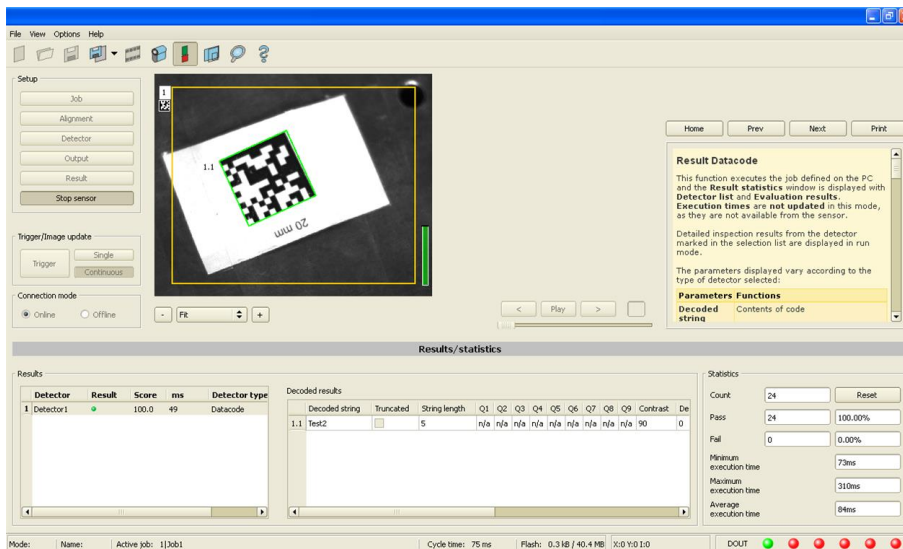 File View Options Help
Setup
Job
Alignment
Detector
Output
Result
Stop sensor
Trigger/Image update
Trigger
Single
Continuous
Connection mode
Online Offline
1
1.1
20 mm
- Fit +
< Play >
Home Prev Next Print
Result Datacode
This function executes the job defined on the PC
and the Result statistics window is displayed with
Detector list and Evaluation results.
Execution times are not updated in this mode,
as they are not available from the sensor.
Detailed inspection results from the detector
marked in the selection list are displayed in run
mode.
The parameters displayed vary according to the
type of detector selected:
Parameters Functions
Decoded string Contents of code
Results/statistics
Results
Detector Result Score ms Detector type
1 Detector1 100.0 49 Datacode
Decoded results
Decoded string Truncated String length Q1 Q2 Q3 Q4 Q5 Q6 Q7 Q8 Q9 Contrast De
1.1 Test2 5 n/a n/a n/a n/a n/a n/a n/a n/a n/a 90 0
Statistics
Count 24 Reset
Pass 24 100.00%
Fail 0 0.00%
Minimum execution time 73ms
Maximum execution time 310ms
Average execution time 84ms
Mode: Name: Active job: 1|Job1 Cycle time: 75 ms Flash: 0.3 kB / 40.4 MB X:0 Y:0 I:0 DOUT